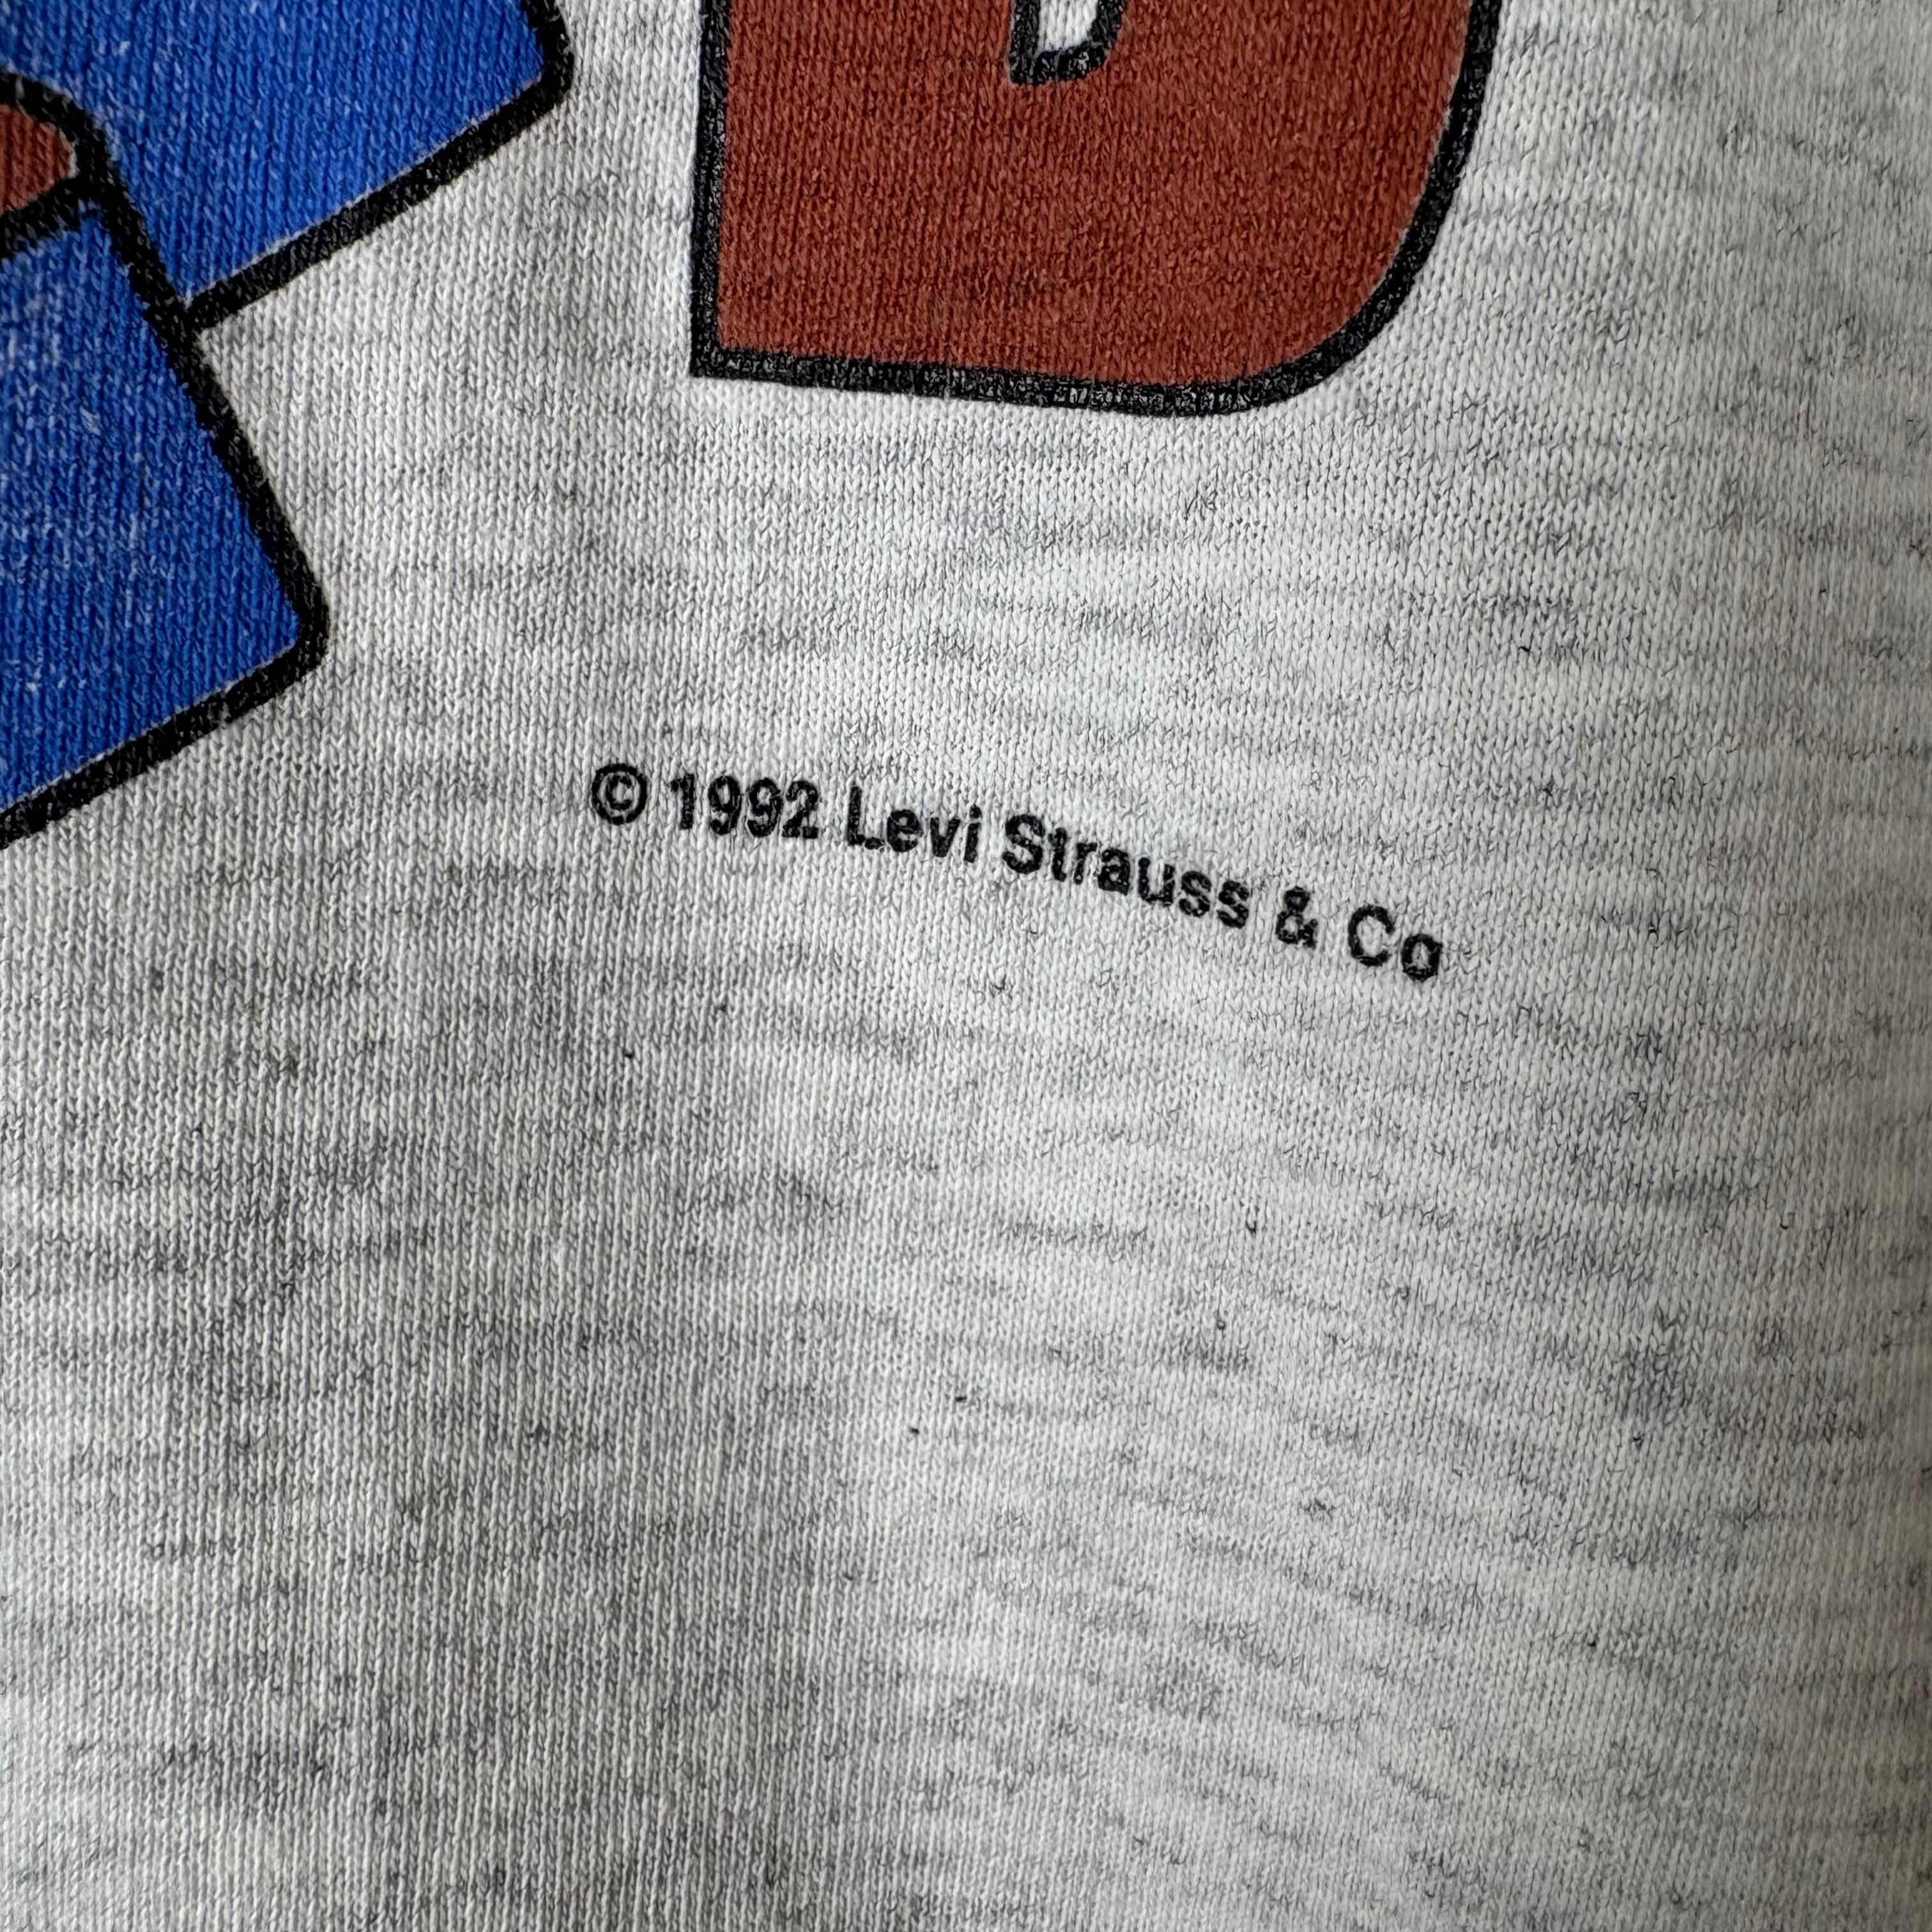 © 1992 Levi Strauss & Co